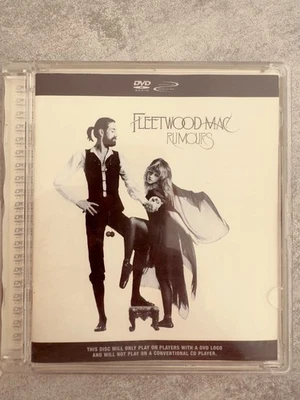 DVD
AUDIO
FLEETWOOD MAC
RUMOURS
THIS DISC WILL ONLY PLAY ON PLAYERS WITH A DVD LOGO
AND WILL NOT PLAY ON A CONVENTIONAL CD PLAYER.